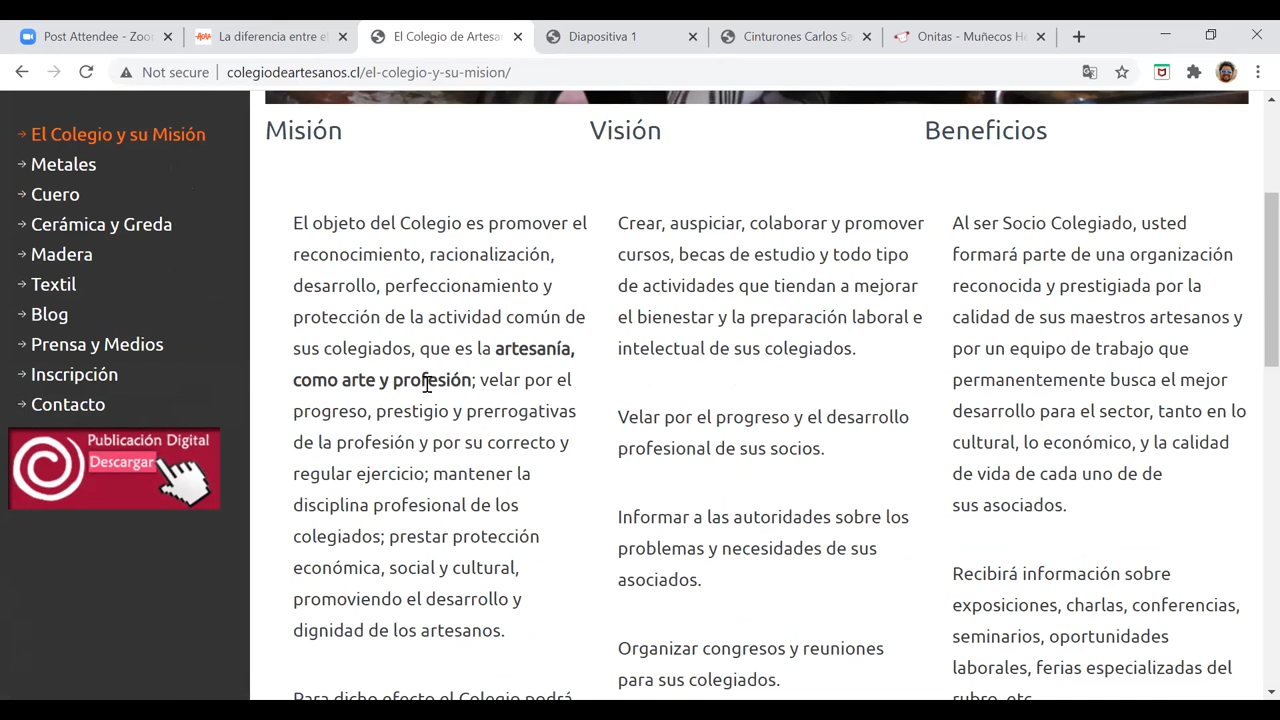 Post Attendee - Zoo
La diferencia entre e
El Colegio de Artesa
Diapositiva 1
Cinturones Carlos Sa
Onitas - Muñecos H
Not secure
colegiodeartesanos.cl/el-colegio-y-su-mision/
El Colegio y su Misión
Metales
Cuero
Cerámica y Greda
Madera
Textil
Blog
Prensa y Medios
Inscripción
Contacto
Publicación Digital
Descargar
Misión
El objeto del Colegio es promover el
reconocimiento, racionalización,
desarrollo, perfeccionamiento y
protección de la actividad común de
sus colegiados, que es la artesanía,
como arte y profesión; velar por el
progreso, prestigio y prerrogativas
de la profesión y por su correcto y
regular ejercicio; mantener la
disciplina profesional de los
colegiados; prestar protección
económica, social y cultural,
promoviendo el desarrollo y
dignidad de los artesanos.
Para dicho efecto el Colegio podrá
Visión
Crear, auspiciar, colaborar y promover
cursos, becas de estudio y todo tipo
de actividades que tiendan a mejorar
el bienestar y la preparación laboral e
intelectual de sus colegiados.
Velar por el progreso y el desarrollo
profesional de sus socios.
Informar a las autoridades sobre los
problemas y necesidades de sus
asociados.
Organizar congresos y reuniones
para sus colegiados.
Beneficios
Al ser Socio Colegiado, usted
formará parte de una organización
reconocida y prestigiada por la
calidad de sus maestros artesanos y
por un equipo de trabajo que
permanentemente busca el mejor
desarrollo para el sector, tanto en lo
cultural, lo económico, y la calidad
de vida de cada uno de de
sus asociados.
Recibirá información sobre
exposiciones, charlas, conferencias,
seminarios, oportunidades
laborales, ferias especializadas del
rubro, etc.